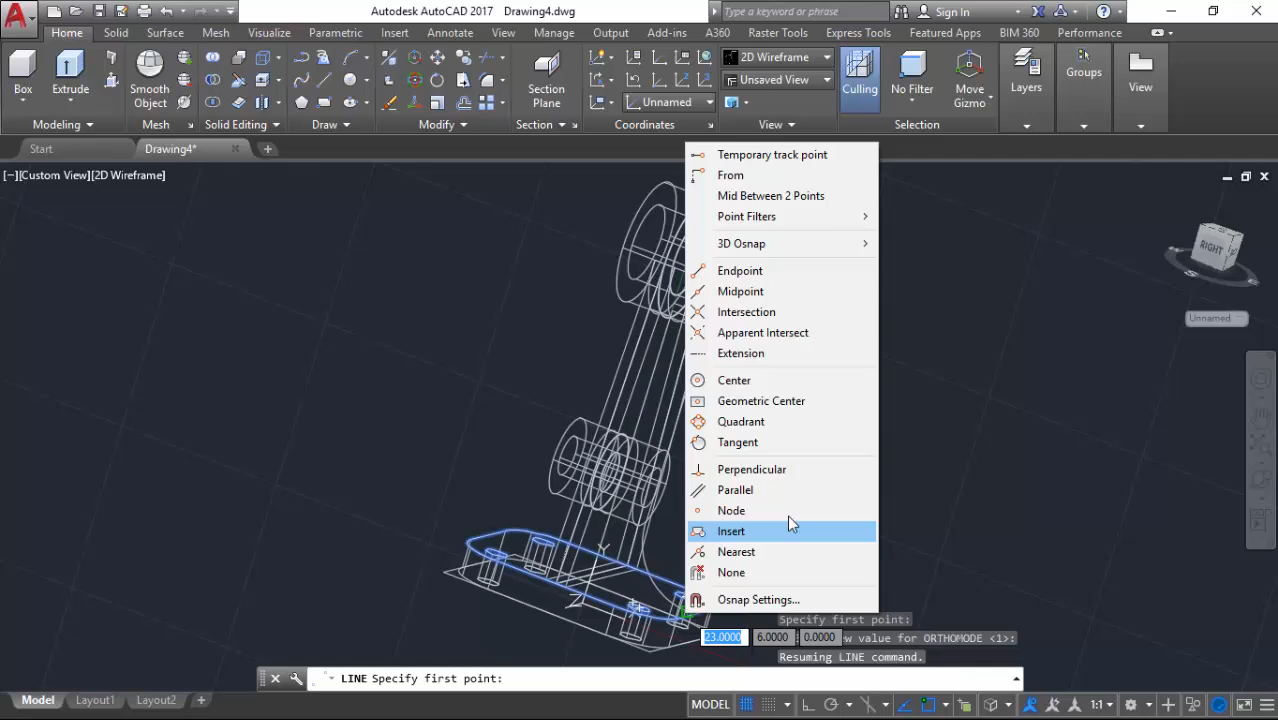 Autodesk AutoCAD 2017 Drawing4.dwg
Type a keyword or phrase
Sign In
Home Solid Surface Mesh Visualize Parametric Insert Annotate View Manage Output Add-ins A360 Raster Tools Express Tools Featured Apps BIM 360 Performance
Box
Extrude
Smooth
Object
Section
Plane
Unnamed
2D Wireframe
Unsaved View
Culling
No Filter
Move
Gizmo
Layers
Groups
View
Modeling
Mesh
Solid Editing
Draw
Modify
Section
Coordinates
View
Selection
Start
Drawing4*
[−][Custom View][2D Wireframe]
Temporary track point
From
Mid Between 2 Points
Point Filters
3D Osnap
Endpoint
Midpoint
Intersection
Apparent Intersect
Extension
Center
Geometric Center
Quadrant
Tangent
Perpendicular
Parallel
Node
Insert
Nearest
None
Osnap Settings...
RIGHT
Unnamed
Y
Z
Specify first point:
23.0000 6.0000 0.0000
w value for ORTHOMODE <1>:
Resuming LINE command.
LINE Specify first point:
Model Layout1 Layout2 +
MODEL
1:1